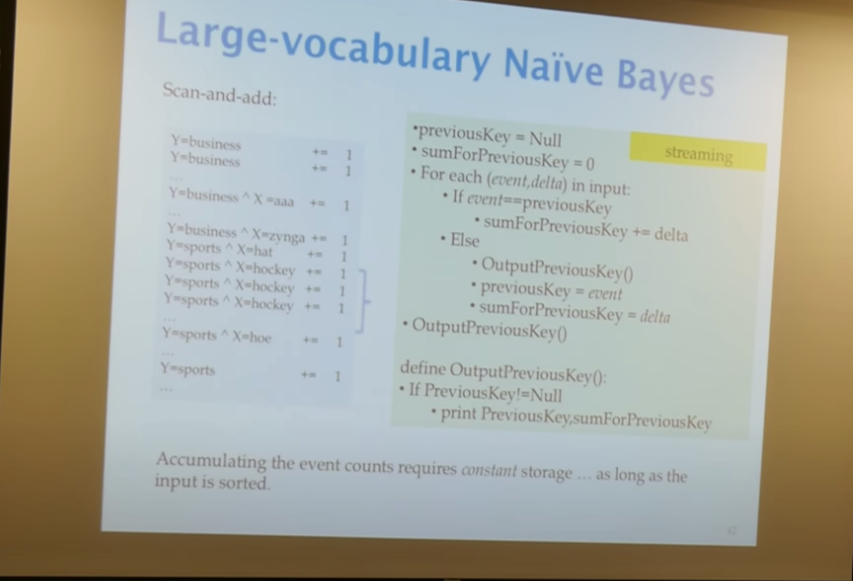 Large-vocabulary Naïve Bayes
Scan-and-add:
Y=business += 1
Y=business += 1
...
Y=business ^ X =aaa += 1
...
Y=business ^ X=zynga += 1
Y=sports ^ X=hat += 1
Y=sports ^ X=hockey += 1
Y=sports ^ X=hockey += 1
Y=sports ^ X=hockey += 1
...
Y=sports ^ X=hoe += 1
...
Y=sports += 1
...
streaming
•previousKey = Null
• sumForPreviousKey = 0
• For each (event,delta) in input:
• If event==previousKey
• sumForPreviousKey += delta
• Else
• OutputPreviousKey()
• previousKey = event
• sumForPreviousKey = delta
• OutputPreviousKey()
define OutputPreviousKey():
• If PreviousKey!=Null
• print PreviousKey,sumForPreviousKey
Accumulating the event counts requires constant storage ... as long as the
input is sorted.